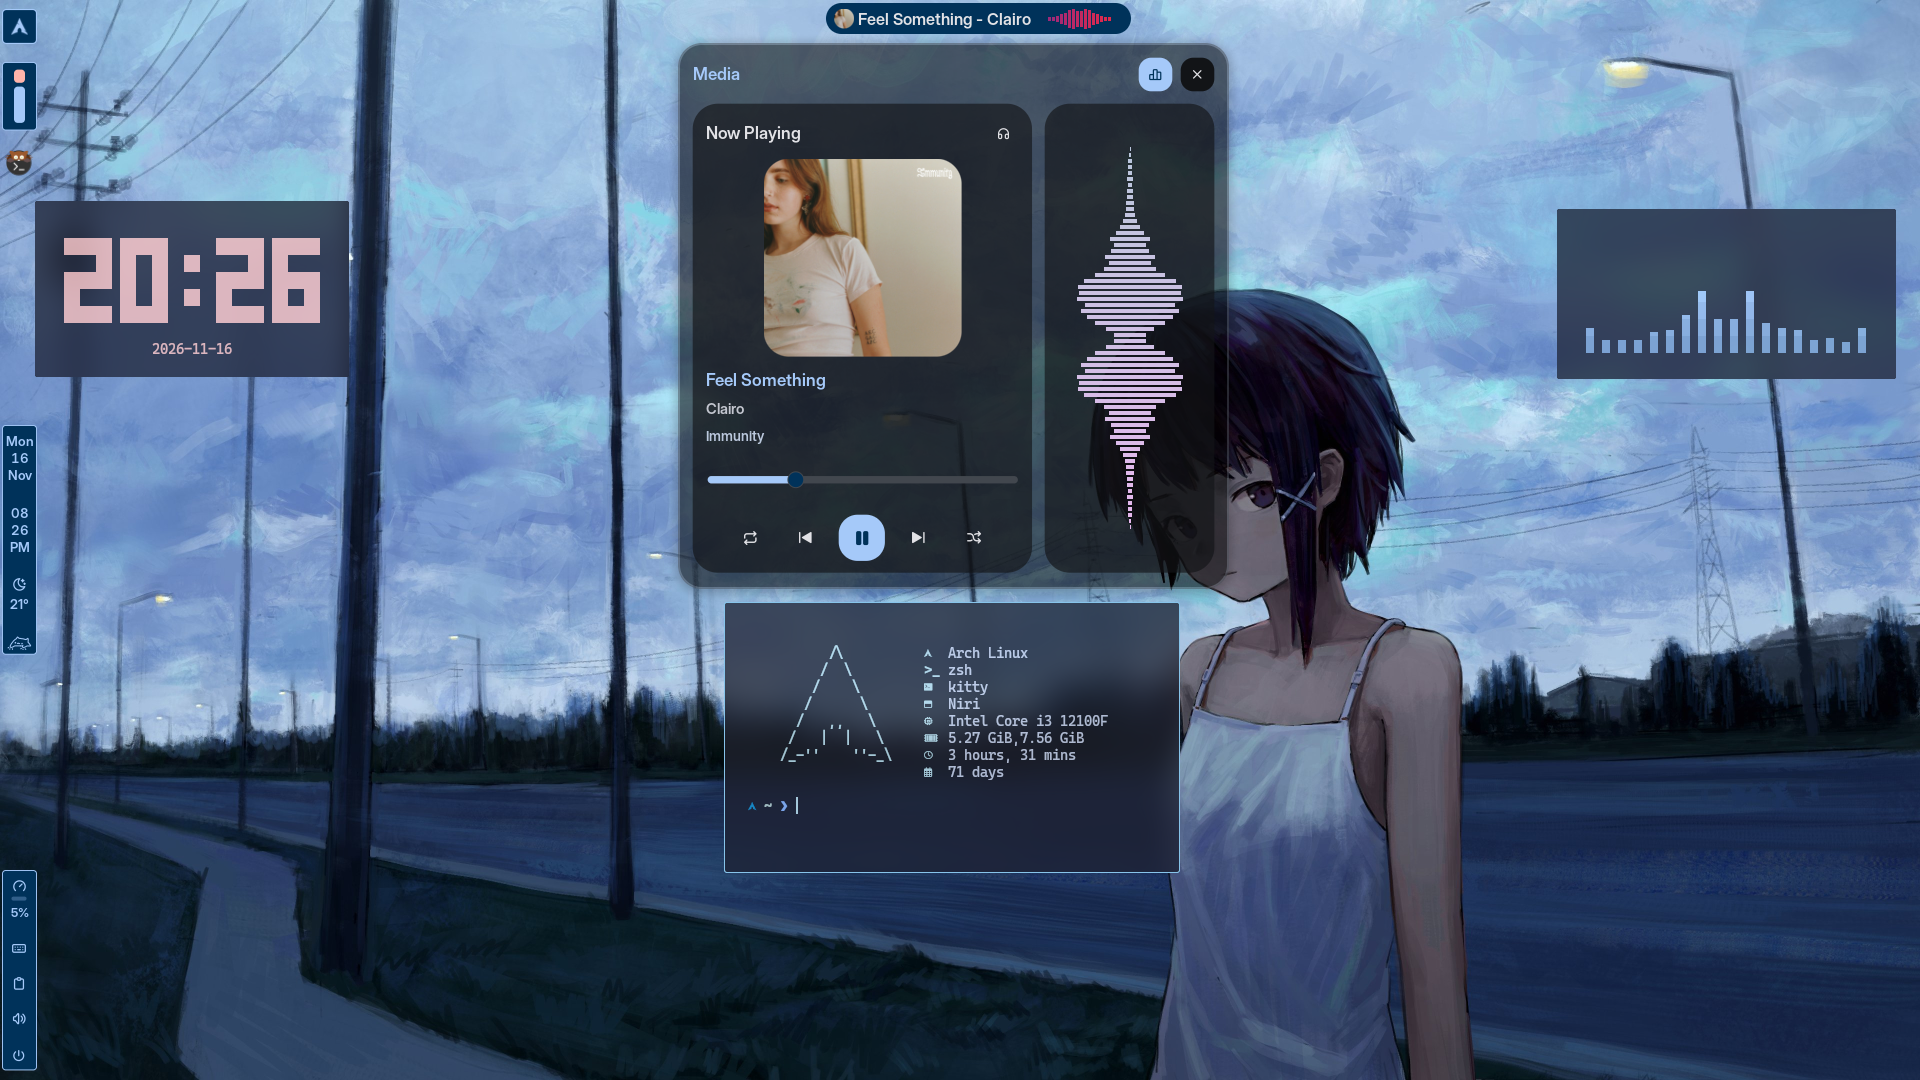 Feel Something - Clairo
Media
Now Playing
immunity
Feel Something
Clairo
Immunity
20:26
2026-11-16
Mon
16
Nov
08
26
PM
21°
5%
Arch Linux
>_ zsh
kitty
Niri
Intel Core i3 12100F
5.27 GiB,7.56 GiB
3 hours, 31 mins
71 days
~ ❯